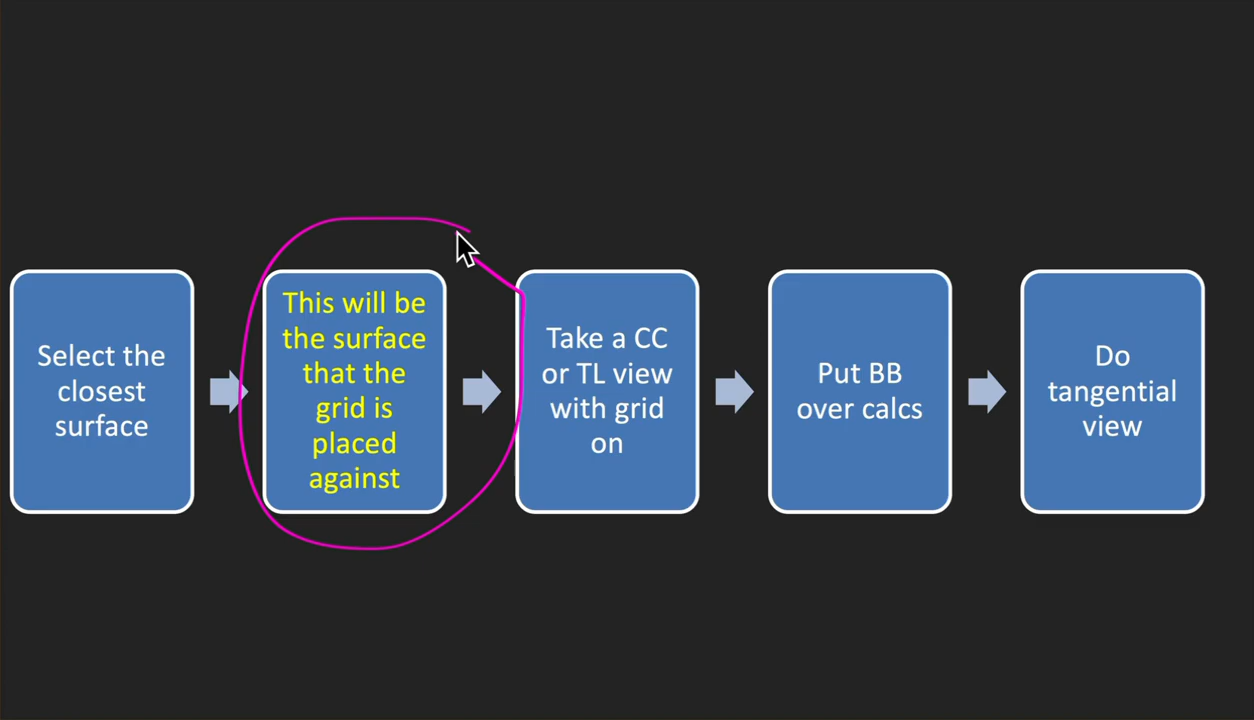 Select the
closest
surface
This will be
the surface
that the
grid is
placed
against
Take a CC
or TL view
with grid
on
Put BB
over calcs
Do
tangential
view